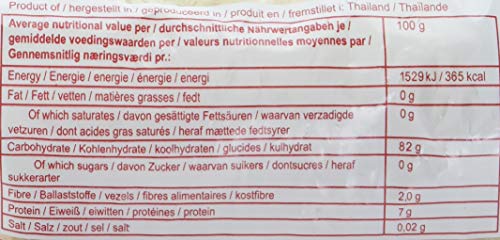 Product of / hergestellt in / geproduceerd in / produit en / fremstillet i: Thailand / Thaïlande
Average nutritional value per / durchschnittliche Nährwertangabeh je / 100 g
gemiddelde voedingswaarden per / valeurs nutritionnelles moyennes par /
Gennemsnitlig næringsværdi pr.:
Energy / Energie / energie / énergie / energi 1529 kJ / 365 kcal
Fat / Fett / vetten / matières grasses / fedt 0 g
Of which saturates / davon gesättigte Fettsäuren / waarvan verzadigde 0 g
vetzuren / dont acides gras saturés / heraf mættede fedtsyrer
Carbohydrate / Kohlenhydrate / koolhydraten / glucides / kulhydrat 82 g
Of which sugars / davon Zucker / waarvan suikers / dontsucres / heraf 0 g
sukkerarter
Fibre / Ballaststoffe / vezels / fibres alimentaires / kostfibre 2,0 g
Protein / Eiweiß / eiwitten / protéines / protein 7 g
Salt / Salz / zout / sel / salt 0,02 g